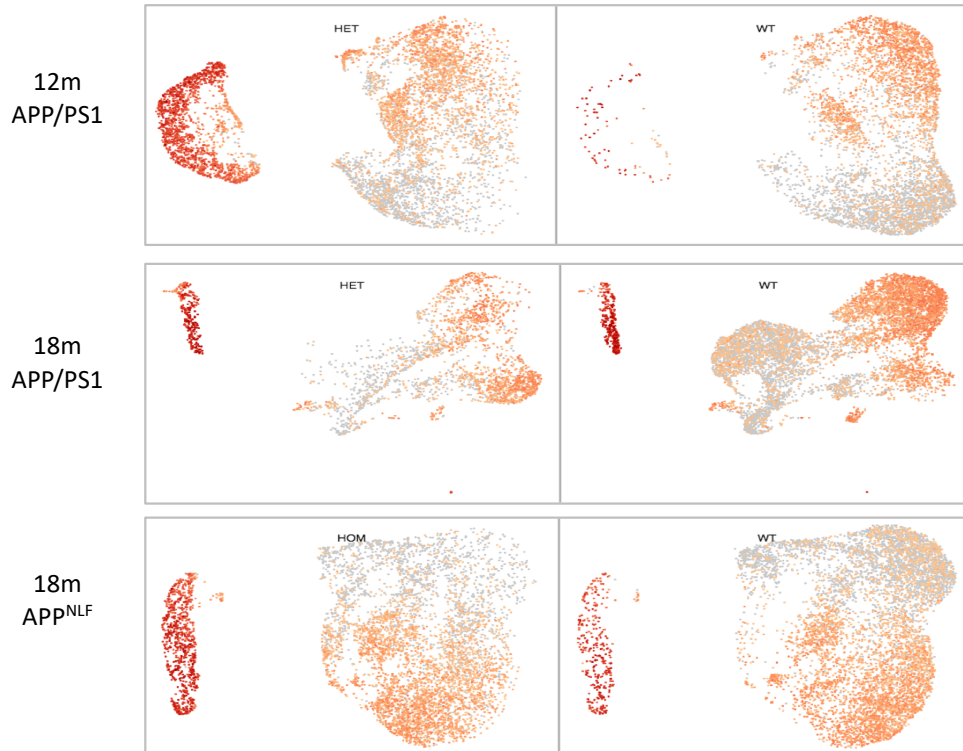 HET
WT
12m
APP/PS1
HET
WT
18m
APP/PS1
HOM
WT
18m
APPᴺᴸᶠ